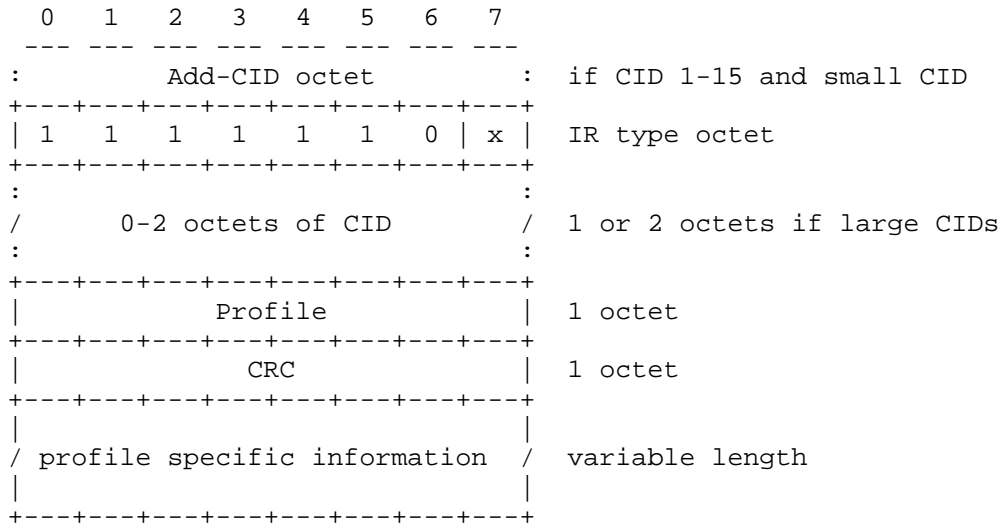 0   1   2   3   4   5   6   7
 --- --- --- --- --- --- --- ---
:         Add-CID octet         :  if CID 1-15 and small CID
+---+---+---+---+---+---+---+---+
| 1   1   1   1   1   1   0 | x |  IR type octet
+---+---+---+---+---+---+---+---+
:                               :
/      0-2 octets of CID        /  1 or 2 octets if large CIDs
:                               :
+---+---+---+---+---+---+---+---+
|            Profile            |  1 octet
+---+---+---+---+---+---+---+---+
|              CRC              |  1 octet
+---+---+---+---+---+---+---+---+
|                               |
/ profile specific information  /  variable length
|                               |
+---+---+---+---+---+---+---+---+